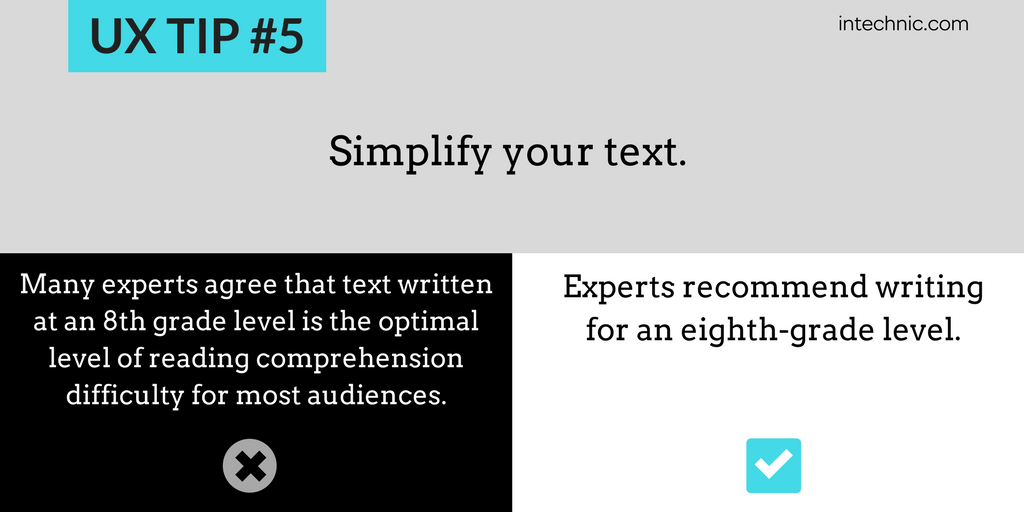 UX TIP #5
intechnic.com
Simplify your text.
Many experts agree that text written
at an 8th grade level is the optimal
level of reading comprehension
difficulty for most audiences.
Experts recommend writing
for an eighth-grade level.